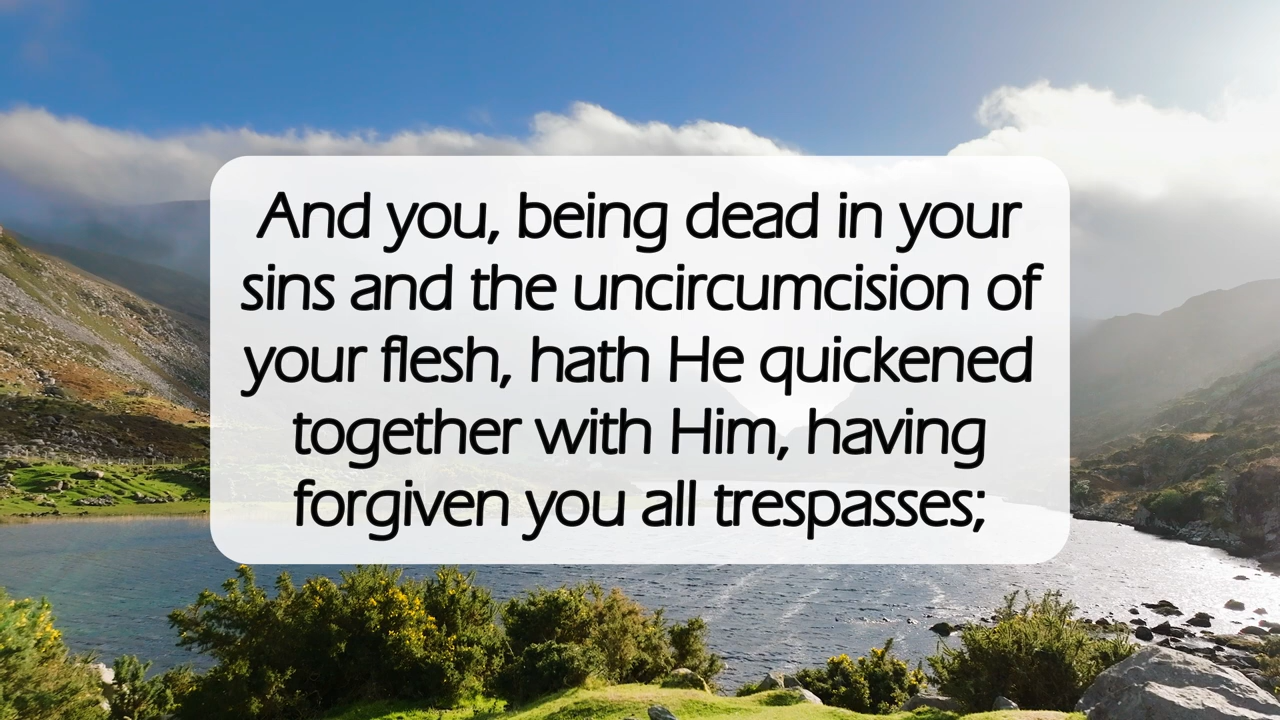 And you, being dead in your
sins and the uncircumcision of
your flesh, hath He quickened
together with Him, having
forgiven you all trespasses;